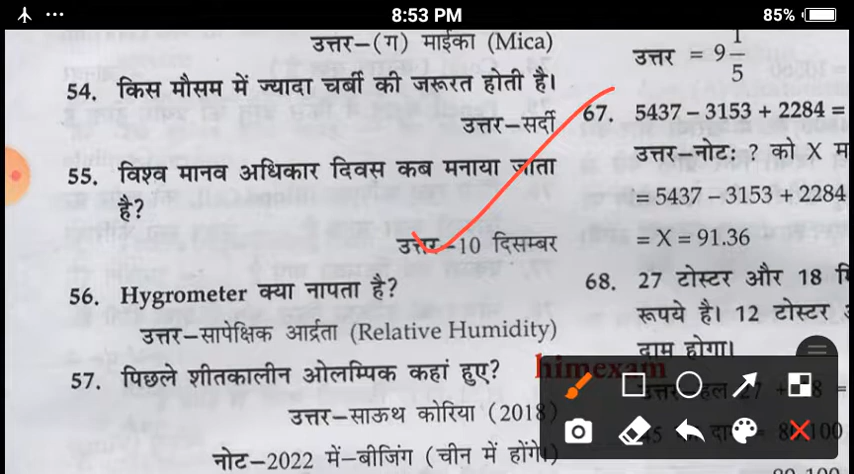 8:53 PM
85%
उत्तर–(ग) माईका (Mica)
54. किस मौसम में ज्यादा चर्बी की जरूरत होती है।
उत्तर–सर्दी
55. विश्व मानव अधिकार दिवस कब मनाया जाता
है?
उत्तर–10 दिसम्बर
56. Hygrometer क्या नापता है?
उत्तर–सापेक्षिक आर्द्रता (Relative Humidity)
57. पिछले शीतकालीन ओलम्पिक कहां हुए?
उत्तर–साऊथ कोरिया (2018)
नोट–2022 में–बीजिंग (चीन में होंगे।)
उत्तर = 9 1/5
67. 5437 – 3153 + 2284 =
उत्तर–नोट: ? को X म
= 5437 – 3153 + 2284
= X = 91.36
68. 27 टोस्टर और 18 मि
रूपये है। 12 टोस्टर
दाम होगा।
himexam